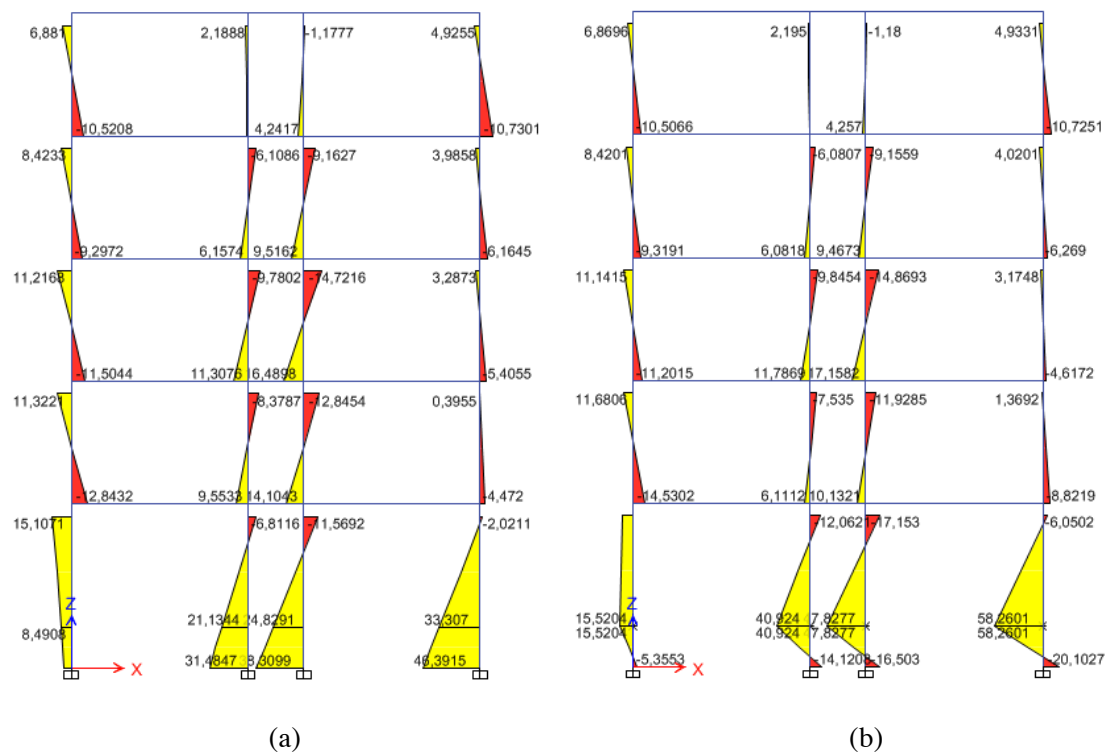 6,881 2,1888 -1,1777 4,9255
-10,5208 4,2417 -10,7301
8,4233 -6,1086 -9,1627 3,9858
-9,2972 6,1574 9,5162 -6,1645
11,2163 -9,7802 -14,7216 3,2873
-11,5044 11,3076 16,4898 -5,4055
11,3221 -8,3787 -12,8454 0,3955
-12,8432 9,5533 14,1043 -4,472
15,1071 -6,8116 -11,5692 -2,0211
Z
21,1344 24,8291 33,307
8,4908
31,4847 38,3099 46,3915
X
(a)
6,8696 2,195 -1,18 4,9331
-10,5066 4,257 -10,7251
8,4201 -6,0807 -9,1559 4,0201
-9,3191 6,0818 9,4673 -6,269
11,1415 -9,8454 -14,8693 3,1748
-11,2015 11,7869 17,1582 -4,6172
11,6806 -7,535 -11,9285 1,3692
-14,5302 6,1112 10,1321 -8,8219
-12,0621 -17,153 -6,0502
Z
15,5204 40,924 47,8277 58,2601
15,5204 40,924 47,8277 58,2601
-5,3553 -14,1208 -16,503 -20,1027
X
(b)